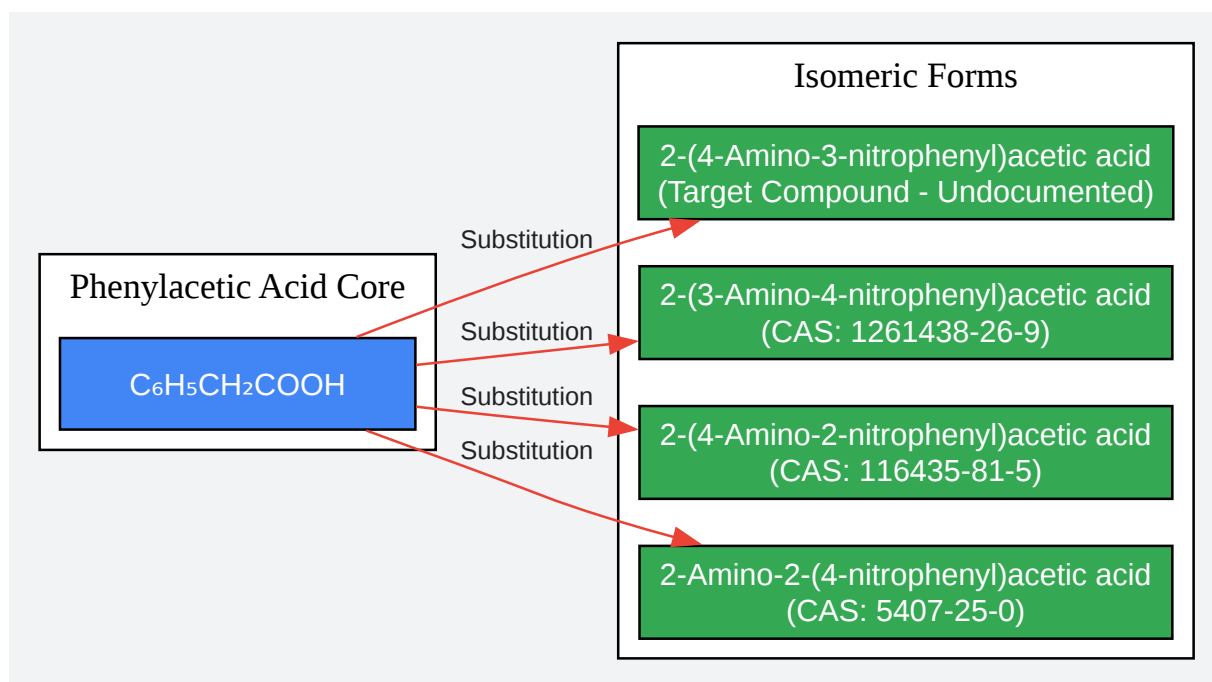 Phenylacetic Acid Core
C₆H₅CH₂COOH
Substitution
Substitution
Substitution
Substitution
Isomeric Forms
2-(4-Amino-3-nitrophenyl)acetic acid
(Target Compound - Undocumented)
2-(3-Amino-4-nitrophenyl)acetic acid
(CAS: 1261438-26-9)
2-(4-Amino-2-nitrophenyl)acetic acid
(CAS: 116435-81-5)
2-Amino-2-(4-nitrophenyl)acetic acid
(CAS: 5407-25-0)